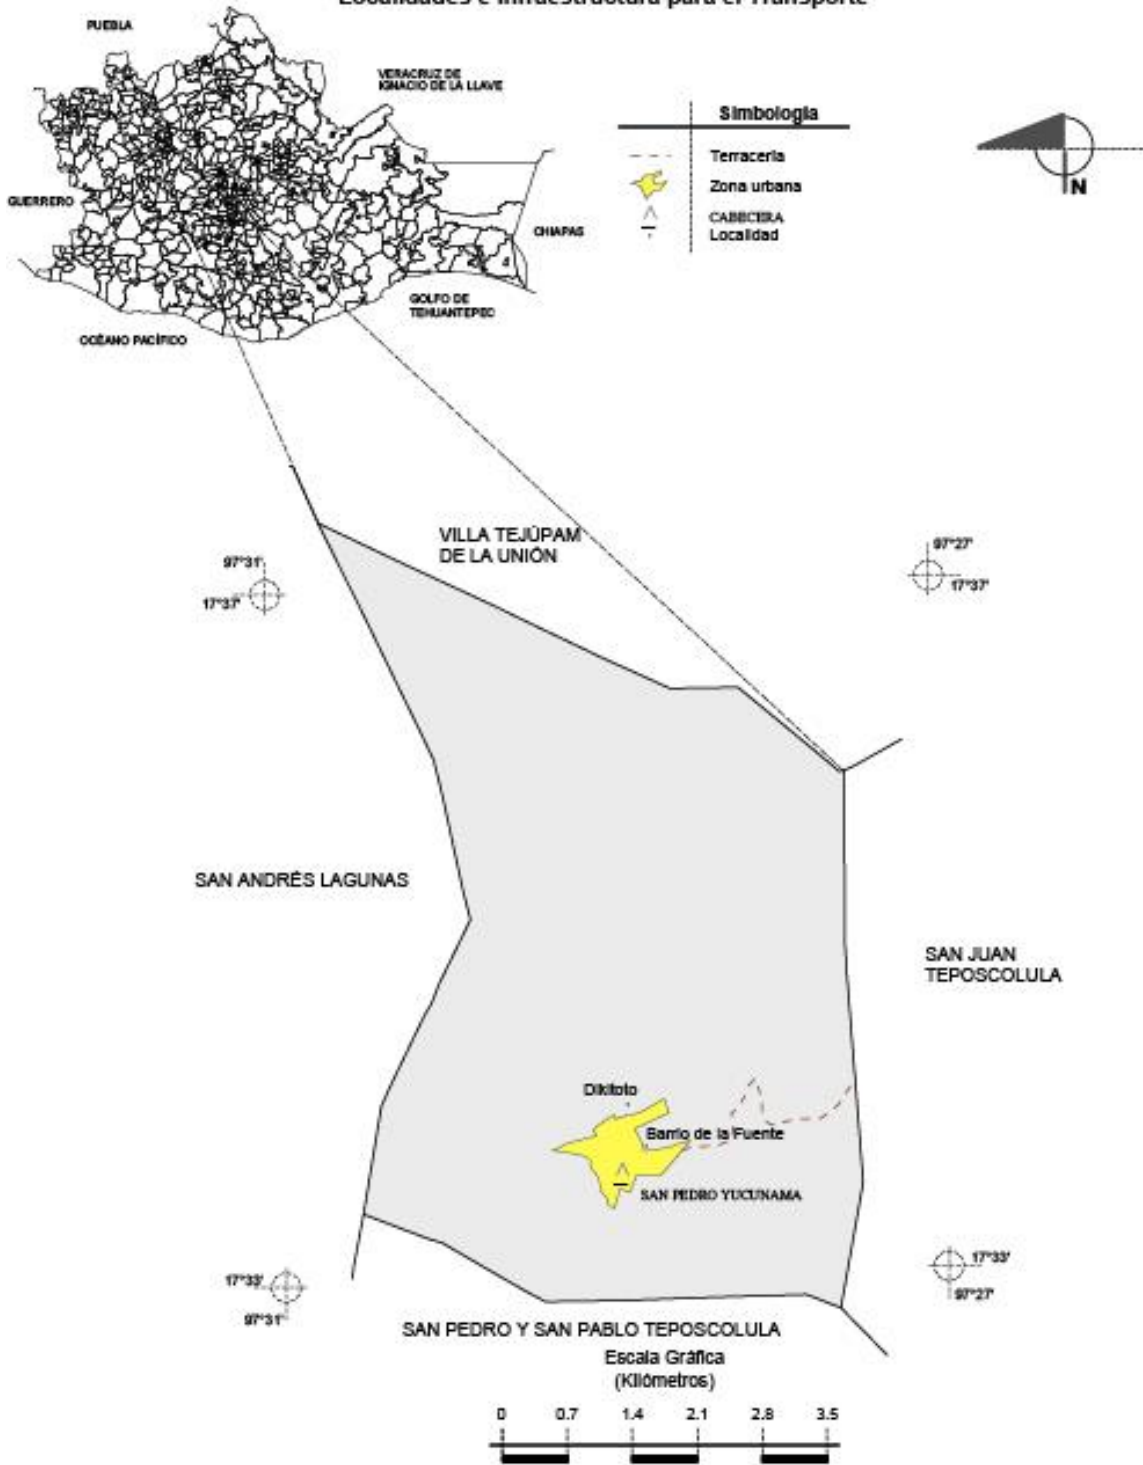 Localidades e Infraestructura para el Transporte
PUEBLA
VERACRUZ DE
IGNACIO DE LA LLAVE
GUERRERO
CHIAPAS
GOLFO DE
TEHUANTEPEC
OCÉANO PACÍFICO
Simbología
Terracería
Zona urbana
CABECERA
Localidad
N
VILLA TEJÚPAM
DE LA UNIÓN
97°31'
17°37'
97°27'
17°37'
SAN ANDRÉS LAGUNAS
SAN JUAN
TEPOSCOLULA
Dikitoto
Barrio de la Fuente
SAN PEDRO YUCUNAMA
17°33'
97°31'
17°33'
97°27'
SAN PEDRO Y SAN PABLO TEPOSCOLULA
Escala Gráfica
(Kilómetros)
0 0.7 1.4 2.1 2.8 3.5